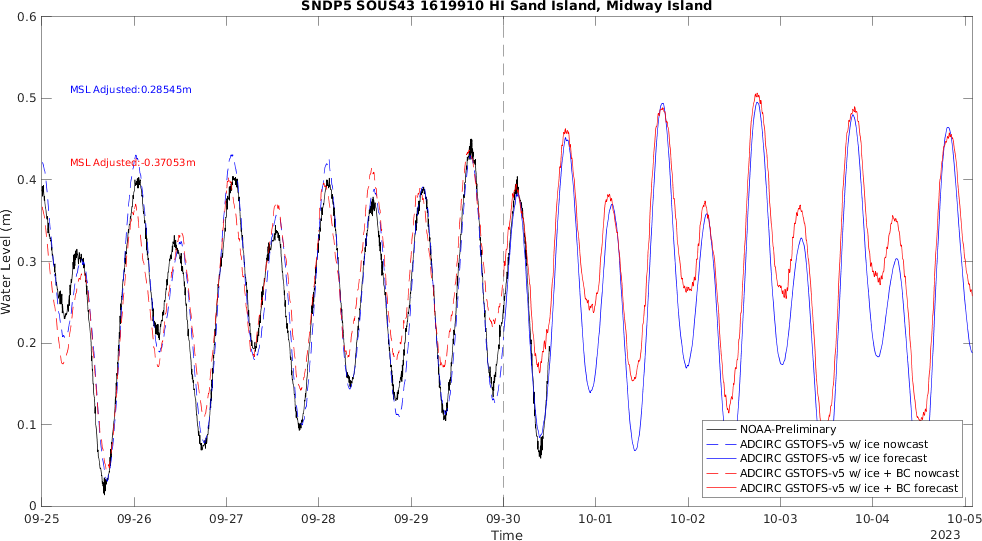 SNDP5 SOUS43 1619910 HI Sand Island, Midway Island
0.6
0.5
0.4
0.3
0.2
0.1
0
Water Level (m)
MSL Adjusted:0.28545m
MSL Adjusted:-0.37053m
NOAA-Preliminary
ADCIRC GSTOFS-v5 w/ ice nowcast
ADCIRC GSTOFS-v5 w/ ice forecast
ADCIRC GSTOFS-v5 w/ ice + BC nowcast
ADCIRC GSTOFS-v5 w/ ice + BC forecast
09-25 09-26 09-27 09-28 09-29 09-30 10-01 10-02 10-03 10-04 10-05
Time
2023